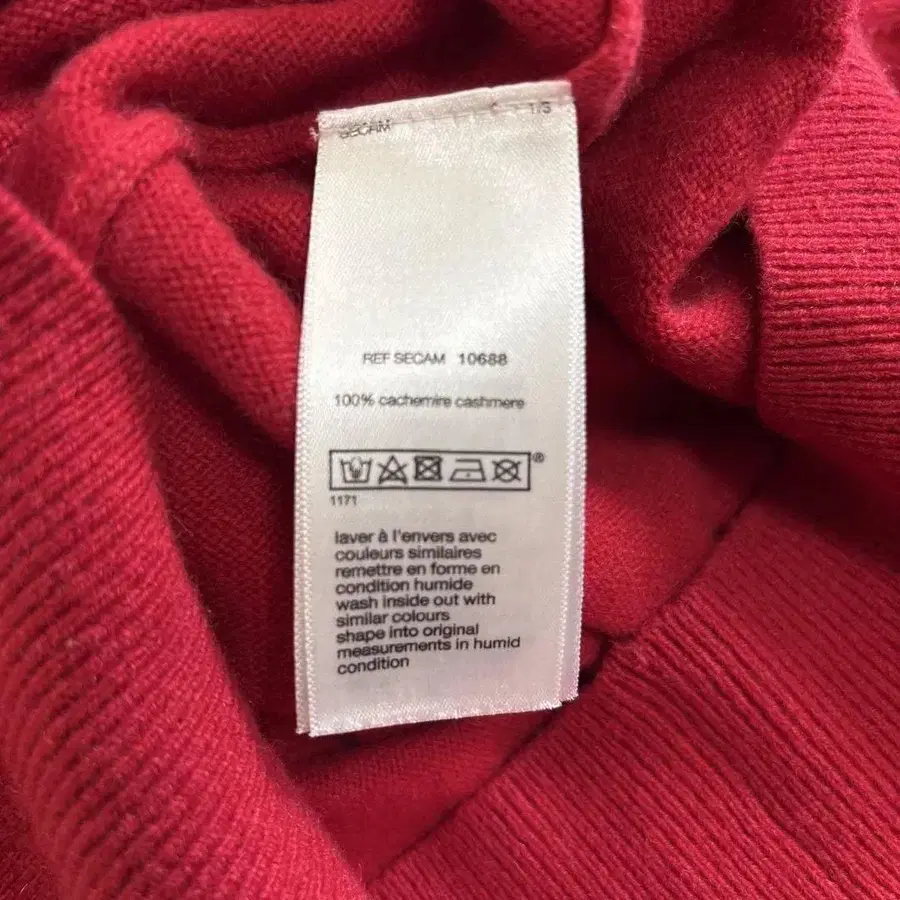 SECAM 1/S
REF SECAM 10688
100% cachemire cashmere
®
1171
laver à l'envers avec
couleurs similaires
remettre en forme en
condition humide
wash inside out with
similar colours
shape into original
measurements in humid
condition